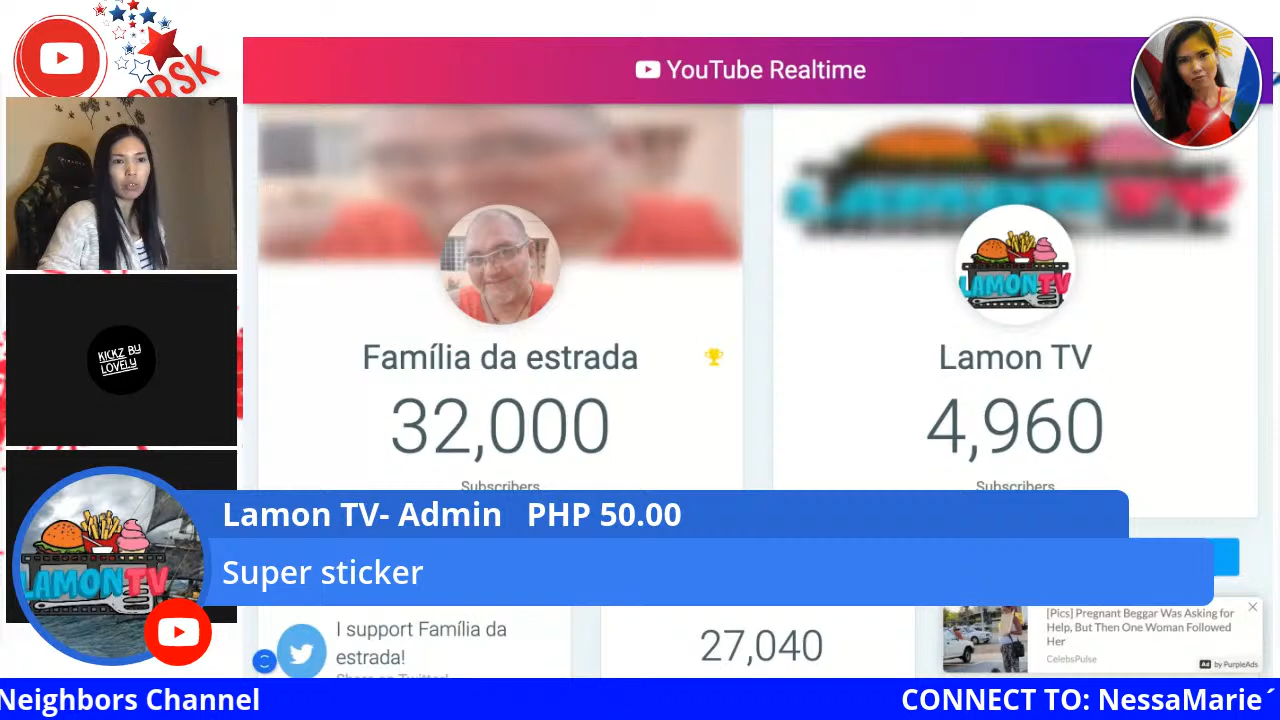 YouTube Realtime
KICKZ BY
LOVELY
LAMON TV
Família da estrada
32,000
Subscribers
Lamon TV
4,960
Subscribers
Lamon TV- Admin PHP 50.00
Super sticker
LAMONTV
I support Família da
estrada!
27,040
[Pics] Pregnant Beggar Was Asking for
Help, But Then One Woman Followed
Her
CelebsPulse
Ad by PurpleAds
Neighbors Channel
CONNECT TO: NessaMarie´